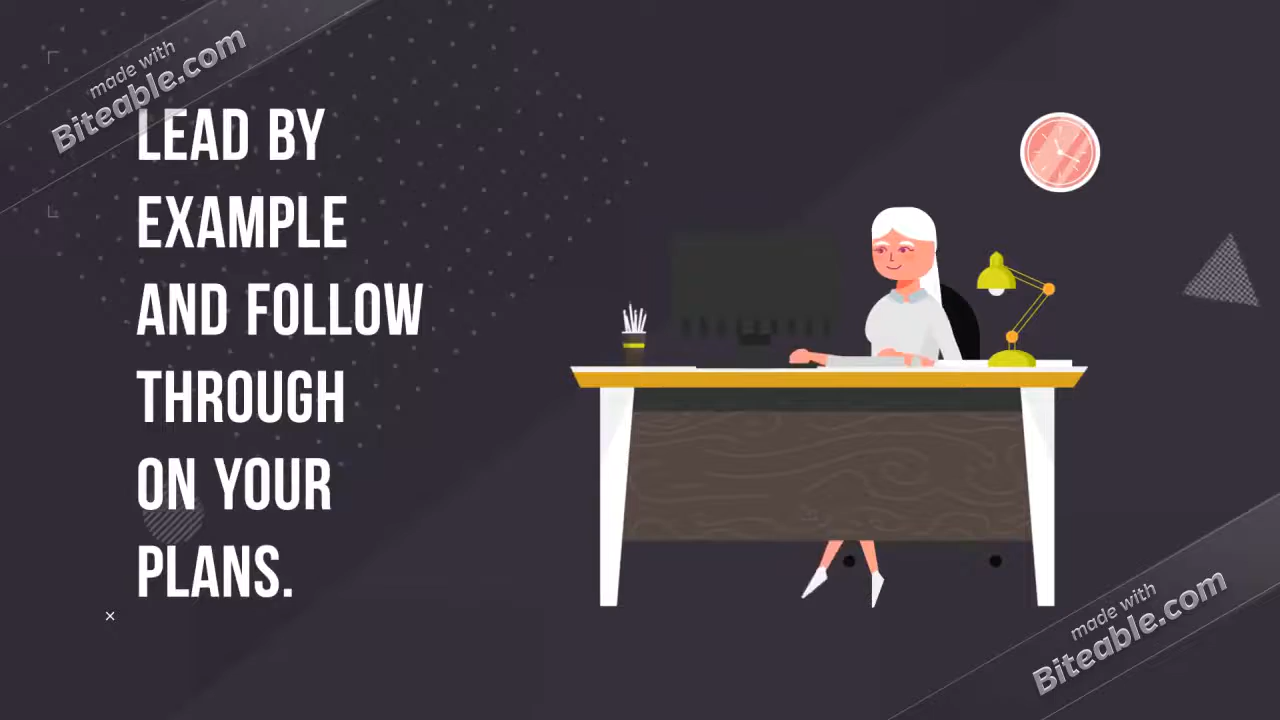 made with
Biteable.com
LEAD BY
EXAMPLE
AND FOLLOW
THROUGH
ON YOUR
PLANS.
made with
Biteable.com